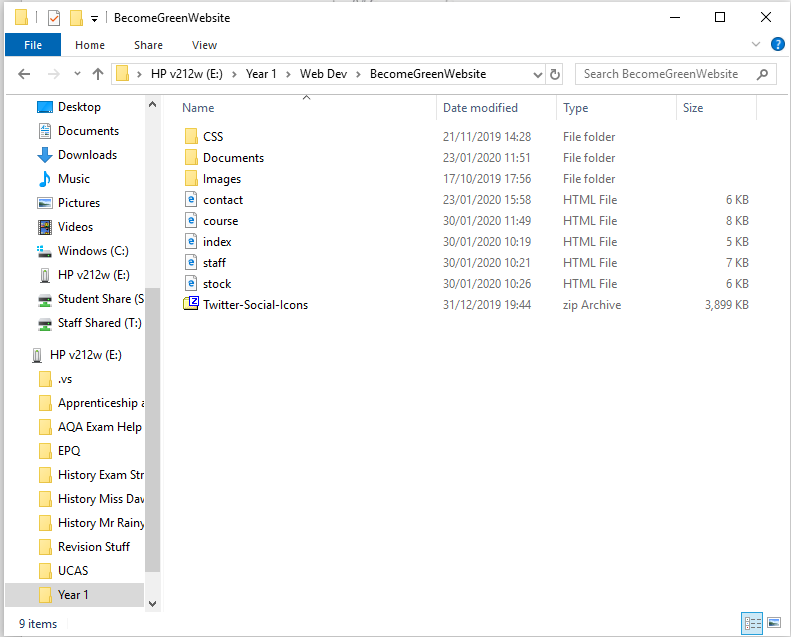 BecomeGreenWebsite
File Home Share View
HP v212w (E:) Year 1 Web Dev BecomeGreenWebsite Search BecomeGreenWebsite
Desktop
Documents
Downloads
Music
Pictures
Videos
Windows (C:)
HP v212w (E:)
Student Share (S
Staff Shared (T:)
HP v212w (E:)
.vs
Apprenticeship a
AQA Exam Help
EPQ
History Exam Str
History Miss Daw
History Mr Rainy
Revision Stuff
UCAS
Year 1
Name Date modified Type Size
CSS 21/11/2019 14:28 File folder
Documents 23/01/2020 11:51 File folder
Images 17/10/2019 17:56 File folder
contact 23/01/2020 15:58 HTML File 6 KB
course 30/01/2020 11:49 HTML File 8 KB
index 30/01/2020 10:19 HTML File 5 KB
staff 30/01/2020 10:21 HTML File 7 KB
stock 30/01/2020 10:26 HTML File 6 KB
Twitter-Social-Icons 31/12/2019 19:44 zip Archive 3,899 KB
9 items